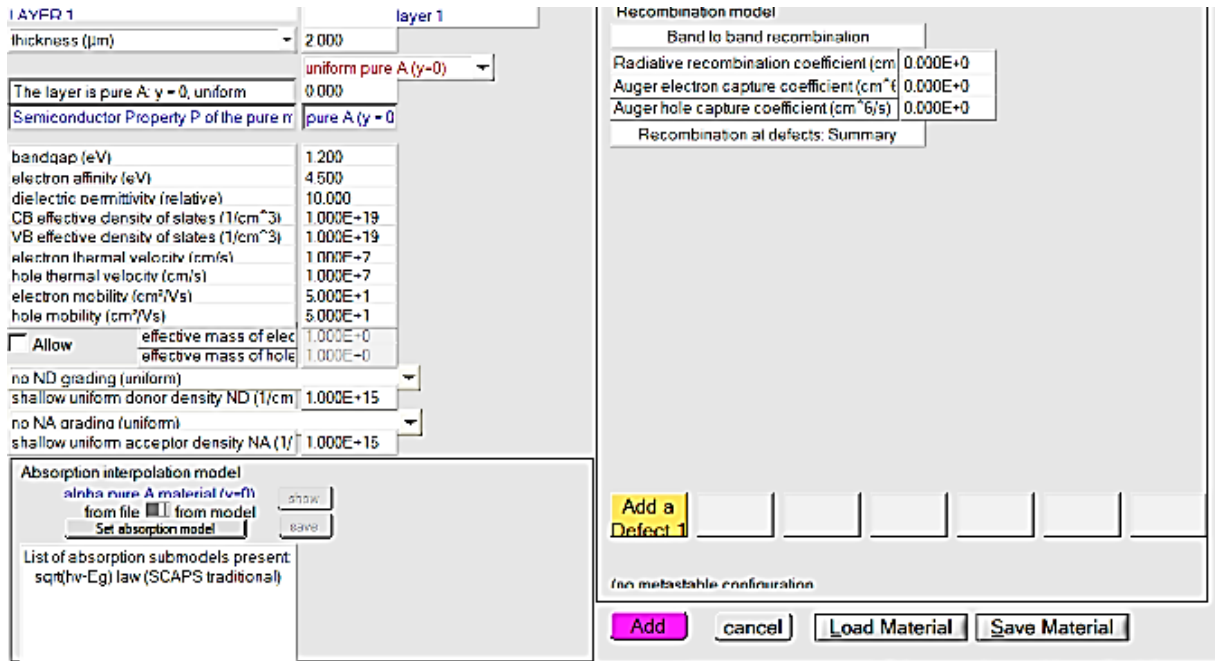 LAYER 1 layer 1
thickness (µm) 2.000
uniform pure A (y=0)
The layer is pure A: y = 0, uniform 0.000
Semiconductor Property P of the pure m pure A (y = 0
bandgap (eV) 1.200
electron affinity (eV) 4.500
dielectric permittivity (relative) 10.000
CB effective density of states (1/cm^3) 1.000E+19
VB effective density of states (1/cm^3) 1.000E+19
electron thermal velocity (cm/s) 1.000E+7
hole thermal velocity (cm/s) 1.000E+7
electron mobility (cm²/Vs) 5.000E+1
hole mobility (cm²/Vs) 5.000E+1
Allow
effective mass of elec 1.000E+0
effective mass of hole 1.000E+0
no ND grading (uniform)
shallow uniform donor density ND (1/cm 1.000E+15
no NA grading (uniform)
shallow uniform acceptor density NA (1/ 1.000E+15
Absorption interpolation model
alpha pure A material (y=0)
show
from file from model
Set absorption model save
List of absorption submodels present:
sqrt(hv-Eg) law (SCAPS traditional)
Recombination model
Band to band recombination
Radiative recombination coefficient (cm 0.000E+0
Auger electron capture coefficient (cm^6 0.000E+0
Auger hole capture coefficient (cm^6/s) 0.000E+0
Recombination at defects: Summary
Add a
Defect 1
(no metastable configuration
Add cancel Load Material Save Material